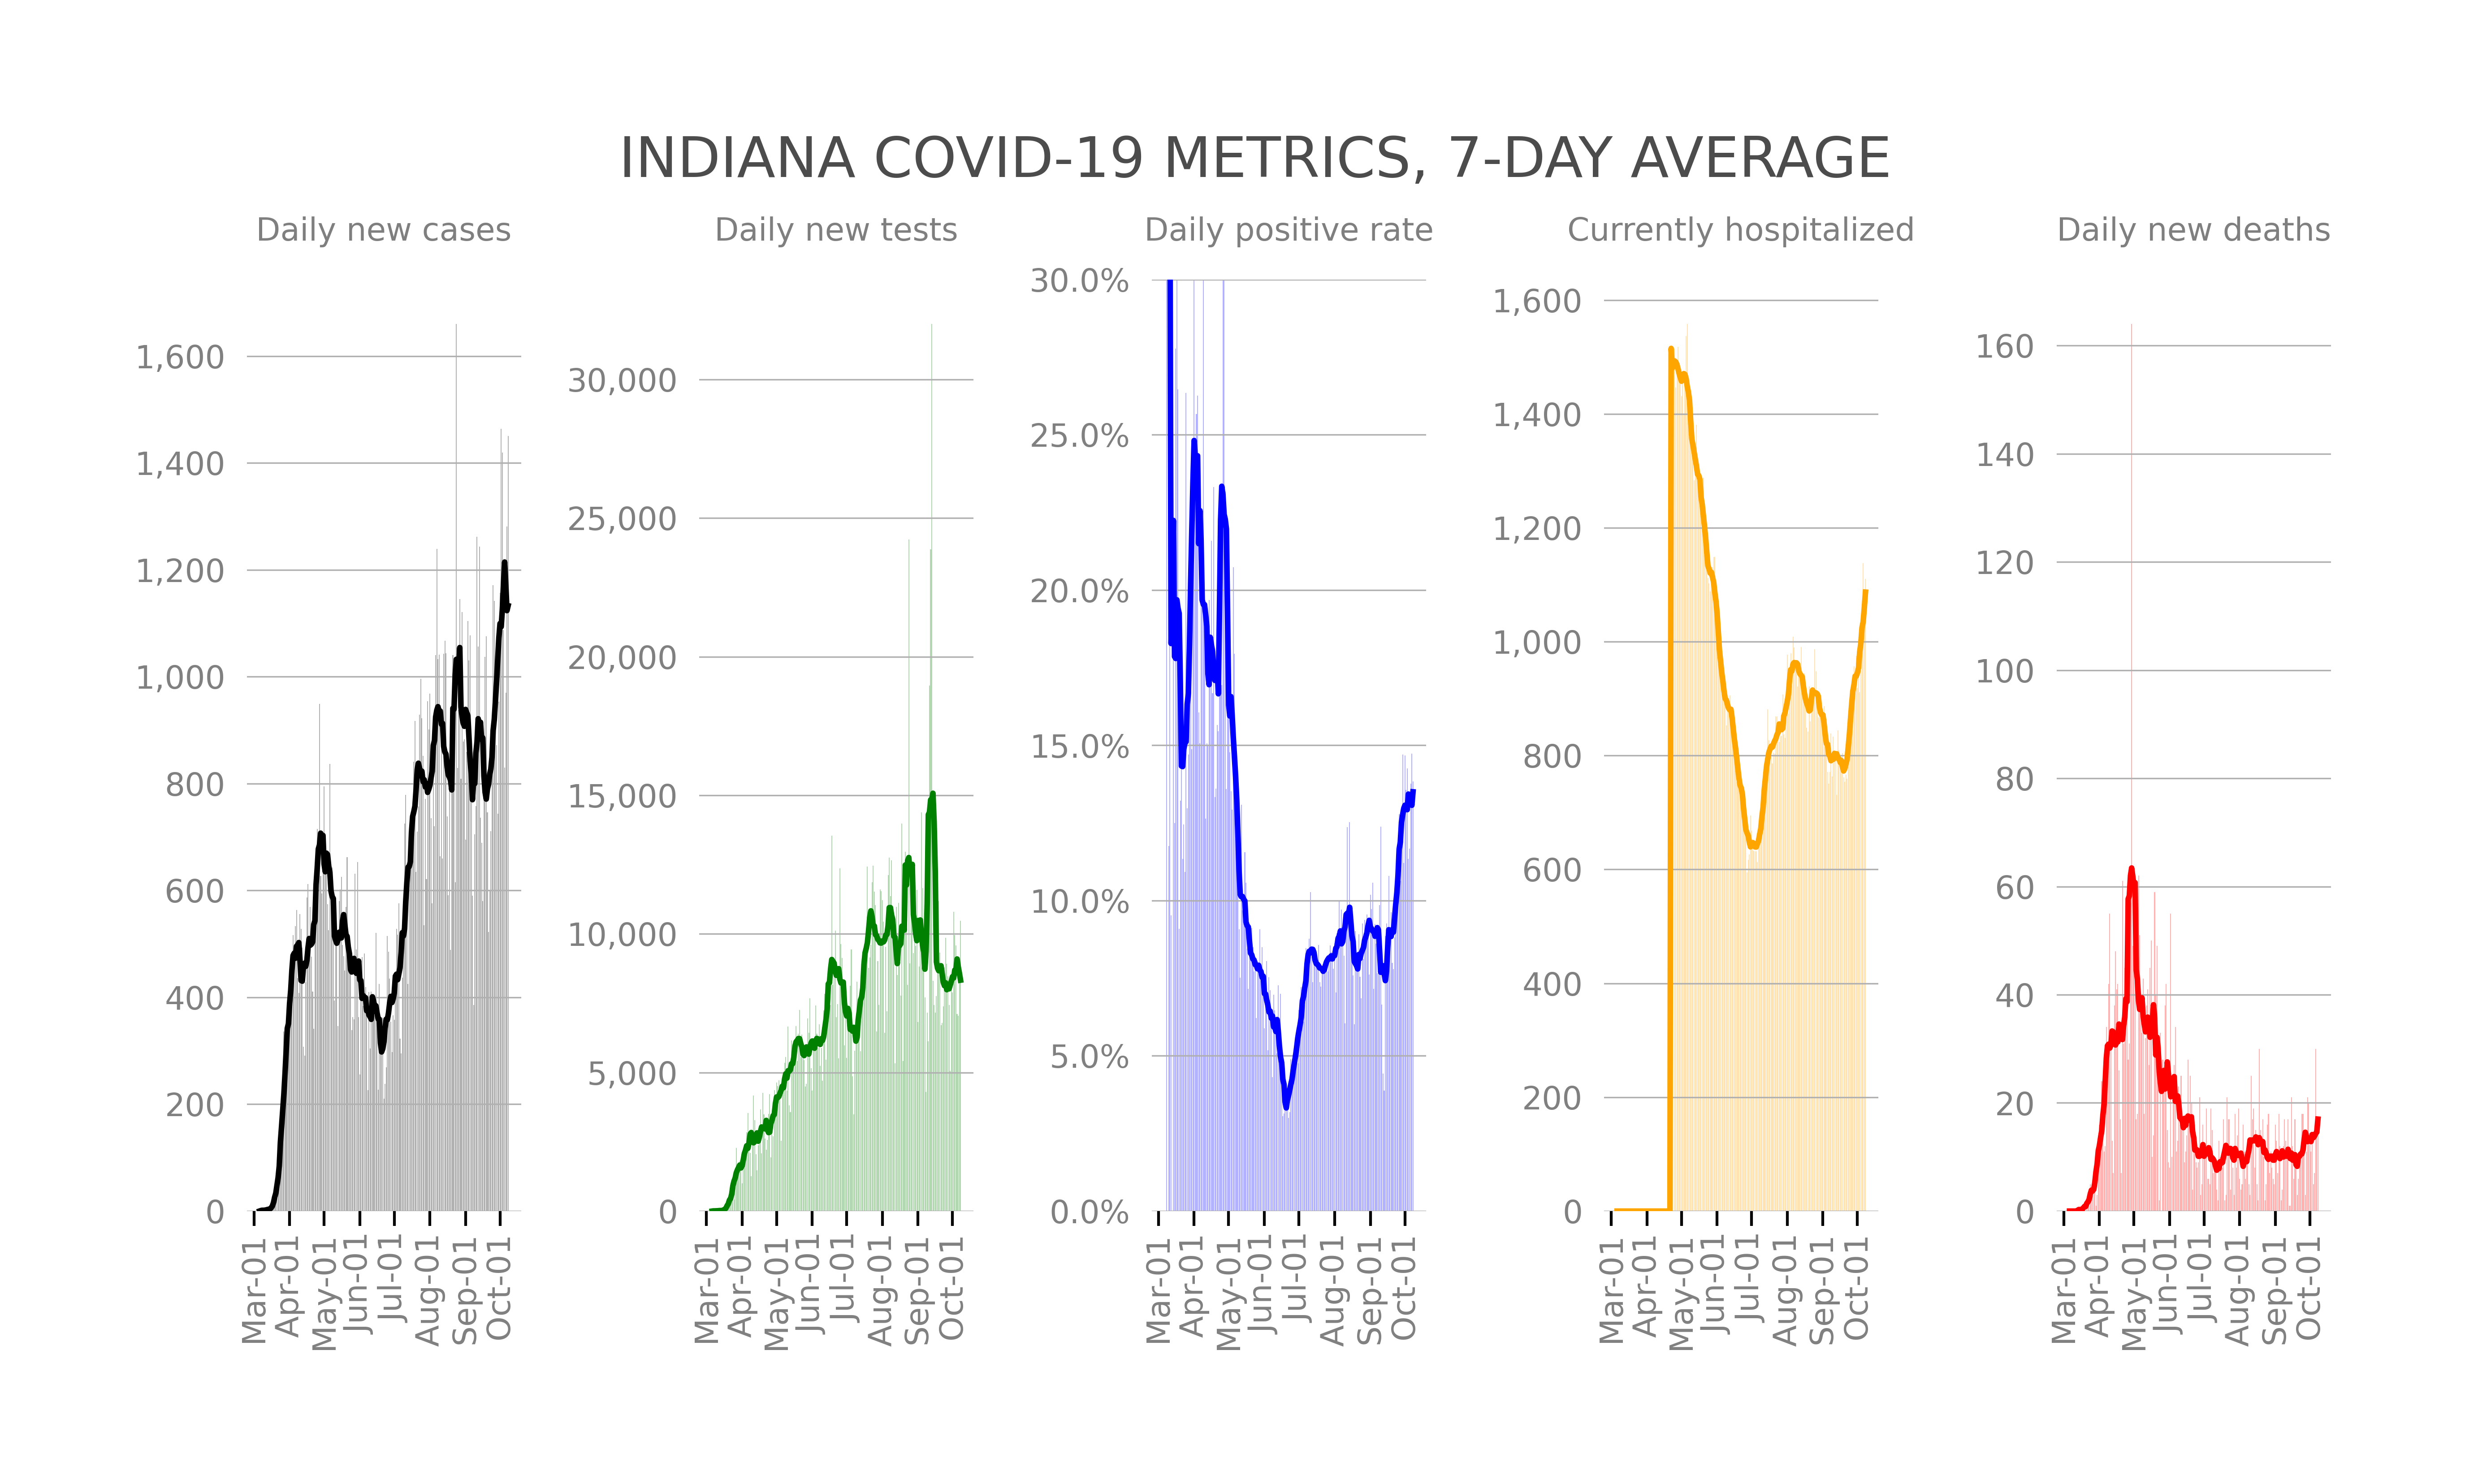 INDIANA COVID-19 METRICS, 7-DAY AVERAGE
Daily new cases
1,600
1,400
1,200
1,000
800
600
400
200
0
Mar-01
Apr-01
May-01
Jun-01
Jul-01
Aug-01
Sep-01
Oct-01
Daily new tests
30,000
25,000
20,000
15,000
10,000
5,000
0
Mar-01
Apr-01
May-01
Jun-01
Jul-01
Aug-01
Sep-01
Oct-01
Daily positive rate
30.0%
25.0%
20.0%
15.0%
10.0%
5.0%
0.0%
Mar-01
Apr-01
May-01
Jun-01
Jul-01
Aug-01
Sep-01
Oct-01
Currently hospitalized
1,600
1,400
1,200
1,000
800
600
400
200
0
Mar-01
Apr-01
May-01
Jun-01
Jul-01
Aug-01
Sep-01
Oct-01
Daily new deaths
160
140
120
100
80
60
40
20
0
Mar-01
Apr-01
May-01
Jun-01
Jul-01
Aug-01
Sep-01
Oct-01